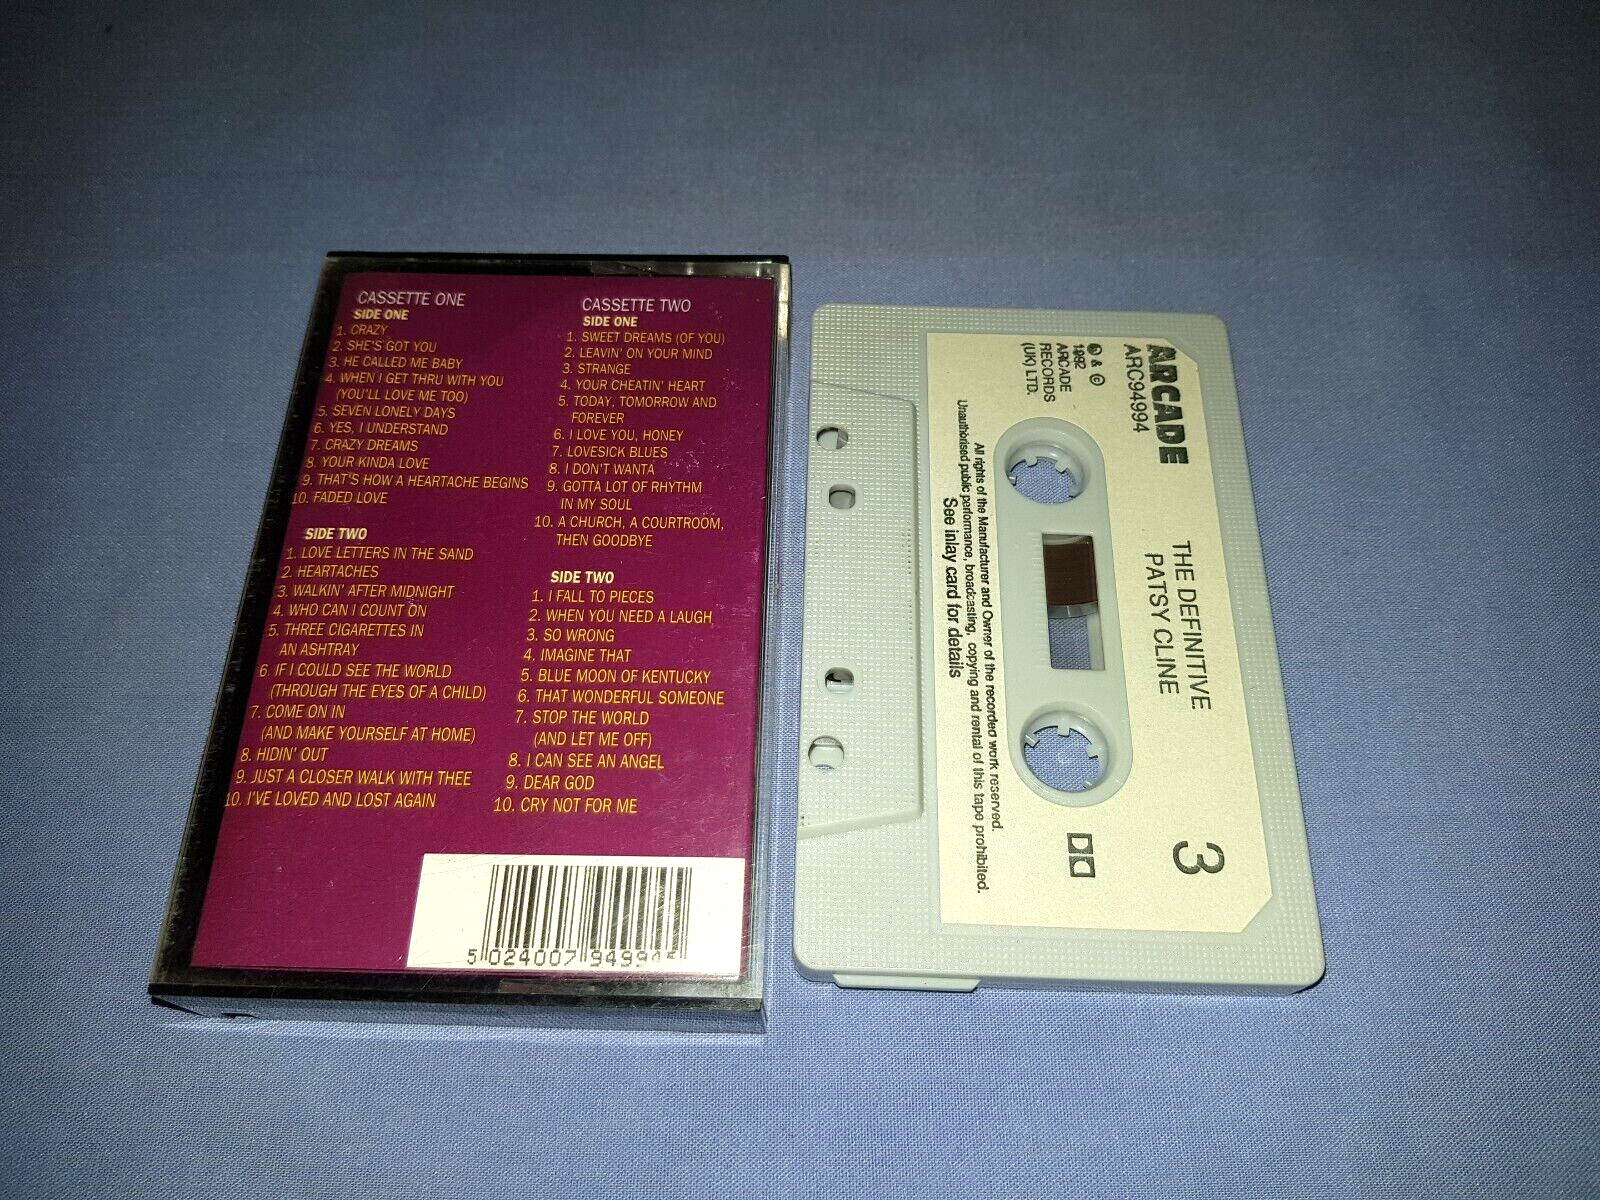 CASSETTE ONE
SIDE ONE
1. CRAZY
2. SHE'S GOT YOU
3. HE CALLED ME BABY
4. WHEN I GET THRU WITH YOU
(YOU'LL LOVE ME TOO)
5. SEVEN LONELY DAYS
6. YES, I UNDERSTAND
7. CRAZY DREAMS
8. YOUR KINDA LOVE
9. THAT'S HOW A HEARTACHE BEGINS
10. FADED LOVE
SIDE TWO
1. LOVE LETTERS IN THE SAND
2. HEARTACHES
3. WALKIN' AFTER MIDNIGHT
4. WHO CAN I COUNT ON
5. THREE CIGARETTES IN
AN ASHTRAY
6. IF I COULD SEE THE WORLD
(THROUGH THE EYES OF A CHILD)
7. COME ON IN
(AND MAKE YOURSELF AT HOME)
8. HIDIN' OUT
9. JUST A CLOSER WALK WITH THEE
10. I'VE LOVED AND LOST AGAIN
CASSETTE TWO
SIDE ONE
1. SWEET DREAMS (OF YOU)
2. LEAVIN' ON YOUR MIND
3. STRANGE
4. YOUR CHEATIN' HEART
5. TODAY, TOMORROW AND
FOREVER
6. I LOVE YOU, HONEY
7. LOVESICK BLUES
8. I DON'T WANTA
9. GOTTA LOT OF RHYTHM
IN MY SOUL
10. A CHURCH, A COURTROOM,
THEN GOODBYE
SIDE TWO
1. I FALL TO PIECES
2. WHEN YOU NEED A LAUGH
3. SO WRONG
4. IMAGINE THAT
5. BLUE MOON OF KENTUCKY
6. THAT WONDERFUL SOMEONE
7. STOP THE WORLD
(AND LET ME OFF)
8. I CAN SEE AN ANGEL
9. DEAR GOD
10. CRY NOT FOR ME
5 024007 949945
ARCADE
ARC94994
℗ & ©
1992
ARCADE
RECORDS
(UK) LTD.
THE DEFINITIVE
PATSY CLINE
3
All rights of the Manufacturer and Owner of the recorded work reserved.
Unauthorised public performance, broadcasting, copying and rental of this tape prohibited.
See inlay card for details